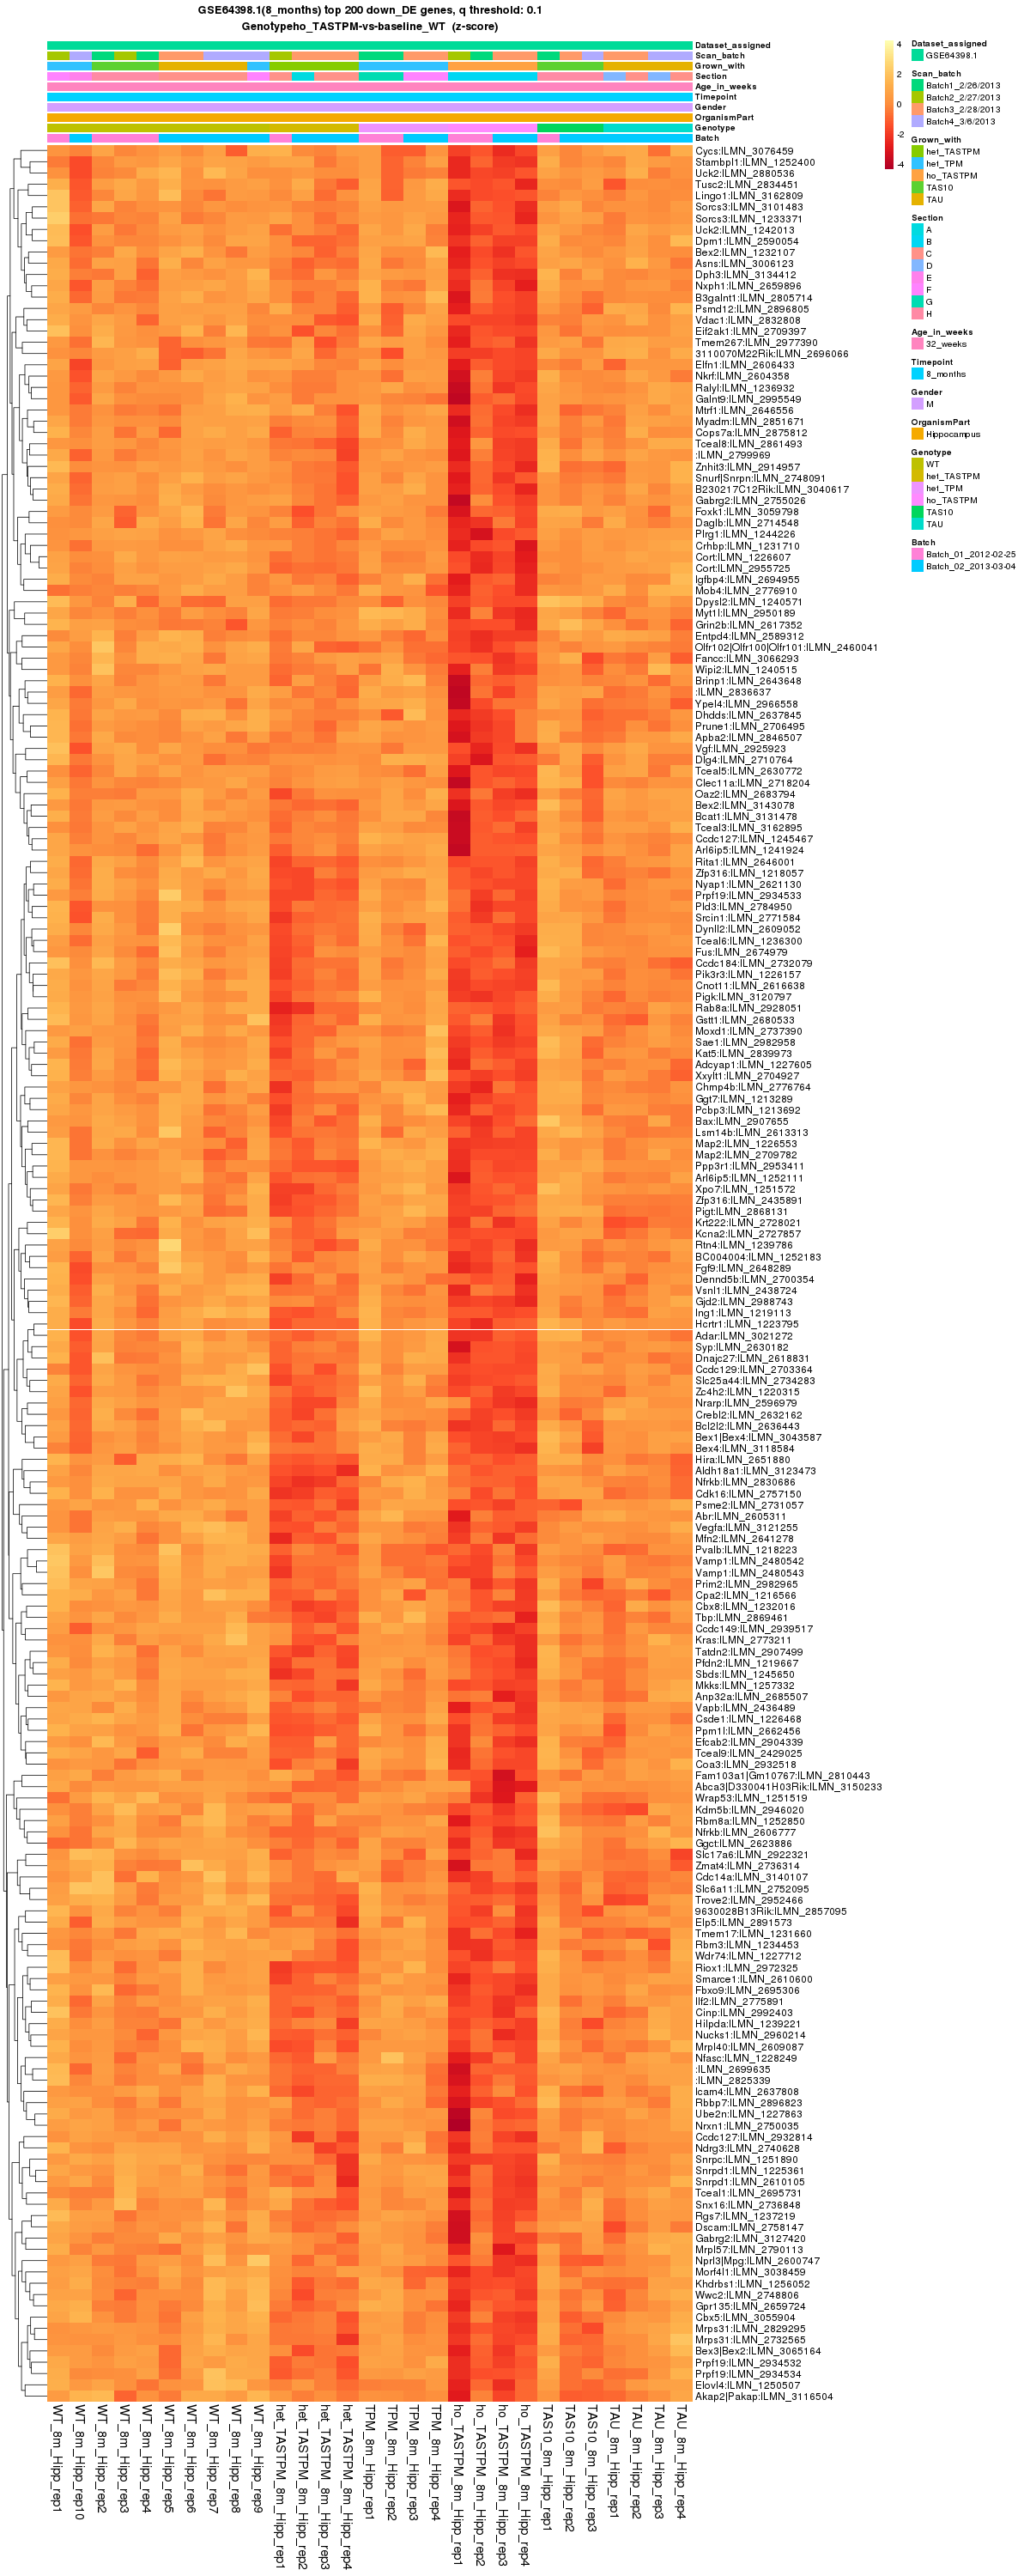 GSE64398.1(8_months) top 200 down_DE genes, q threshold: 0.1
Genotypeho_TASTPM-vs-baseline_WT (z-score)
Dataset_assigned
Scan_batch
Grown_with
Section
Age_in_weeks
Timepoint
Gender
OrganismPart
Genotype
Batch
4
2
0
-2
-4
Dataset_assigned
GSE64398.1
Scan_batch
Batch1_2/26/2013
Batch2_2/27/2013
Batch3_2/28/2013
Batch4_3/6/2013
Grown_with
het_TASTPM
het_TPM
ho_TASTPM
TAS10
TAU
Section
A
B
C
D
E
F
G
H
Age_in_weeks
32_weeks
Timepoint
8_months
Gender
M
OrganismPart
Hippocampus
Genotype
WT
het_TASTPM
het_TPM
ho_TASTPM
TAS10
TAU
Batch
Batch_01_2012-02-25
Batch_02_2013-03-04
Cycs:ILMN_3076459
Stambpl1:ILMN_1252400
Uck2:ILMN_2880536
Tusc2:ILMN_2834451
Lingo1:ILMN_3162809
Sorcs3:ILMN_3101483
Sorcs3:ILMN_1233371
Uck2:ILMN_1242013
Dpm1:ILMN_2590054
Bex2:ILMN_1232107
Asns:ILMN_3006123
Dph3:ILMN_3134412
Nxph1:ILMN_2659896
B3galnt1:ILMN_2805714
Psmd12:ILMN_2896805
Vdac1:ILMN_2832808
Eif2ak1:ILMN_2709397
Tmem267:ILMN_2977390
3110070M22Rik:ILMN_2696066
Elfn1:ILMN_2606433
Nkrf:ILMN_2604358
Ralyl:ILMN_1236932
Galnt9:ILMN_2995549
Mtrf1:ILMN_2646556
Myadm:ILMN_2851671
Cops7a:ILMN_2875812
Tceal8:ILMN_2861493
:ILMN_2799969
Znhit3:ILMN_2914957
Snurf|Snrpn:ILMN_2748091
B230217C12Rik:ILMN_3040617
Gabrg2:ILMN_2755026
Foxk1:ILMN_3059798
Daglb:ILMN_2714548
Plrg1:ILMN_1244226
Crhbp:ILMN_1231710
Cort:ILMN_1226607
Cort:ILMN_2955725
Igfbp4:ILMN_2694955
Mob4:ILMN_2776910
Dpysl2:ILMN_1240571
Myt1l:ILMN_2950189
Grin2b:ILMN_2617352
Entpd4:ILMN_2589312
Olfr102|Olfr100|Olfr101:ILMN_2460041
Fancc:ILMN_3066293
Wipi2:ILMN_1240515
Brinp1:ILMN_2643648
:ILMN_2836637
Ypel4:ILMN_2966558
Dhdds:ILMN_2637845
Prune1:ILMN_2706495
Apba2:ILMN_2846507
Vgf:ILMN_2925923
Dlg4:ILMN_2710764
Tceal5:ILMN_2630772
Clec11a:ILMN_2718204
Oaz2:ILMN_2683794
Bex2:ILMN_3143078
Bcat1:ILMN_3131478
Tceal3:ILMN_3162895
Ccdc127:ILMN_1245467
Arl6ip5:ILMN_1241924
Rita1:ILMN_2646001
Zfp316:ILMN_1218057
Nyap1:ILMN_2621130
Prpf19:ILMN_2934533
Pld3:ILMN_2784950
Srcin1:ILMN_2771584
Dynll2:ILMN_2609052
Tceal6:ILMN_1236300
Fus:ILMN_2674979
Ccdc184:ILMN_2732079
Pik3r3:ILMN_1226157
Cnot11:ILMN_2616638
Pigk:ILMN_3120797
Rab8a:ILMN_2928051
Gstt1:ILMN_2680533
Moxd1:ILMN_2737390
Sae1:ILMN_2982958
Kat5:ILMN_2839973
Adcyap1:ILMN_1227605
Xxylt1:ILMN_2704927
Chmp4b:ILMN_2776764
Ggt7:ILMN_1213289
Pcbp3:ILMN_1213692
Bax:ILMN_2907655
Lsm14b:ILMN_2613313
Map2:ILMN_1226553
Map2:ILMN_2709782
Ppp3r1:ILMN_2953411
Arl6ip5:ILMN_1252111
Xpo7:ILMN_1251572
Zfp316:ILMN_2435891
Pigt:ILMN_2868131
Krt222:ILMN_2728021
Kcna2:ILMN_2727857
Rtn4:ILMN_1239786
BC004004:ILMN_1252183
Fgf9:ILMN_2648289
Dennd5b:ILMN_2700354
Vsnl1:ILMN_2438724
Gjd2:ILMN_2988743
Ing1:ILMN_1219113
Hcrtr1:ILMN_1223795
Adar:ILMN_3021272
Syp:ILMN_2630182
Dnajc27:ILMN_2618831
Ccdc129:ILMN_2703364
Slc25a44:ILMN_2734283
Zc4h2:ILMN_1220315
Nrarp:ILMN_2596979
Crebl2:ILMN_2632162
Bcl2l2:ILMN_2636443
Bex1|Bex4:ILMN_3043587
Bex4:ILMN_3118584
Hira:ILMN_2651880
Aldh18a1:ILMN_3123473
Nfrkb:ILMN_2830686
Cdk16:ILMN_2757150
Psme2:ILMN_2731057
Abr:ILMN_2605311
Vegfa:ILMN_3121255
Mfn2:ILMN_2641278
Pvalb:ILMN_1218223
Vamp1:ILMN_2480542
Vamp1:ILMN_2480543
Prim2:ILMN_2982965
Cpa2:ILMN_1216566
Cbx8:ILMN_1232016
Tbp:ILMN_2869461
Ccdc149:ILMN_2939517
Kras:ILMN_2773211
Tatdn2:ILMN_2907499
Pfdn2:ILMN_1219667
Sbds:ILMN_1245650
Mkks:ILMN_1257332
Anp32a:ILMN_2685507
Vapb:ILMN_2436489
Csde1:ILMN_1226468
Ppm1l:ILMN_2662456
Efcab2:ILMN_2904339
Tceal9:ILMN_2429025
Coa3:ILMN_2932518
Fam103a1|Gm10767:ILMN_2810443
Abca3|D330041H03Rik:ILMN_3150233
Wrap53:ILMN_1251519
Kdm5b:ILMN_2946020
Rbm8a:ILMN_1252850
Nfrkb:ILMN_2606777
Ggct:ILMN_2623886
Slc17a6:ILMN_2922321
Zmat4:ILMN_2736314
Cdc14a:ILMN_3140107
Slc6a11:ILMN_2752095
Trove2:ILMN_2952466
9630028B13Rik:ILMN_2857095
Elp5:ILMN_2891573
Tmem17:ILMN_1231660
Rbm3:ILMN_1234453
Wdr74:ILMN_1227712
Riox1:ILMN_2972325
Smarce1:ILMN_2610600
Fbxo9:ILMN_2695306
Ilf2:ILMN_2775891
Cinp:ILMN_2992403
Hilpda:ILMN_1239221
Nucks1:ILMN_2960214
Mrpl40:ILMN_2609087
Nfasc:ILMN_1228249
:ILMN_2699635
:ILMN_2825339
Icam4:ILMN_2637808
Rbbp7:ILMN_2896823
Ube2n:ILMN_1227863
Nrxn1:ILMN_2750035
Ccdc127:ILMN_2932814
Ndrg3:ILMN_2740628
Snrpc:ILMN_1251890
Snrpd1:ILMN_1225361
Snrpd1:ILMN_2610105
Tceal1:ILMN_2695731
Snx16:ILMN_2736848
Rgs7:ILMN_1237219
Dscam:ILMN_2758147
Gabrg2:ILMN_3127420
Mrpl57:ILMN_2790113
Nprl3|Mpg:ILMN_2600747
Morf4l1:ILMN_3038459
Khdrbs1:ILMN_1256052
Wwc2:ILMN_2748806
Gpr135:ILMN_2659724
Cbx5:ILMN_3055904
Mrps31:ILMN_2829295
Mrps31:ILMN_2732565
Bex3|Bex2:ILMN_3065164
Prpf19:ILMN_2934532
Prpf19:ILMN_2934534
Elovl4:ILMN_1250507
Akap2|Pakap:ILMN_3116504
WT_8m_Hipp_rep1
WT_8m_Hipp_rep10
WT_8m_Hipp_rep2
WT_8m_Hipp_rep3
WT_8m_Hipp_rep4
WT_8m_Hipp_rep5
WT_8m_Hipp_rep6
WT_8m_Hipp_rep7
WT_8m_Hipp_rep8
WT_8m_Hipp_rep9
het_TASTPM_8m_Hipp_rep1
het_TASTPM_8m_Hipp_rep2
het_TASTPM_8m_Hipp_rep3
het_TASTPM_8m_Hipp_rep4
TPM_8m_Hipp_rep1
TPM_8m_Hipp_rep2
TPM_8m_Hipp_rep3
TPM_8m_Hipp_rep4
ho_TASTPM_8m_Hipp_rep1
ho_TASTPM_8m_Hipp_rep2
ho_TASTPM_8m_Hipp_rep3
ho_TASTPM_8m_Hipp_rep4
TAS10_8m_Hipp_rep1
TAS10_8m_Hipp_rep2
TAS10_8m_Hipp_rep3
TAU_8m_Hipp_rep1
TAU_8m_Hipp_rep2
TAU_8m_Hipp_rep3
TAU_8m_Hipp_rep4